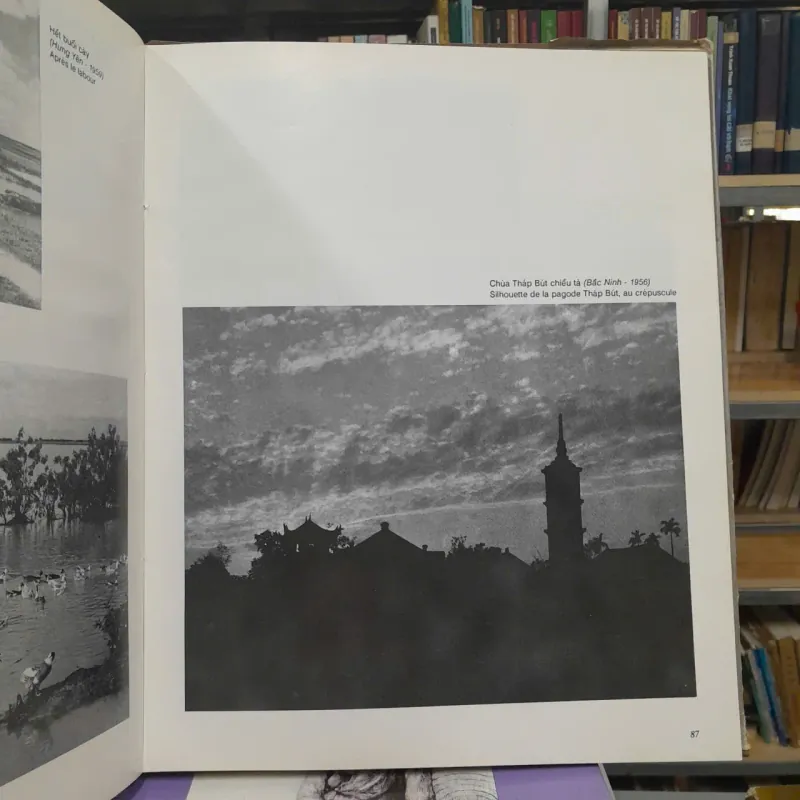 Hết buổi cày
(Hưng Yên - 1956)
Après le labour
Chùa Tháp Bút chiều tà (Bắc Ninh - 1956)
Silhouette de la pagode Tháp Bút, au crépuscule
87